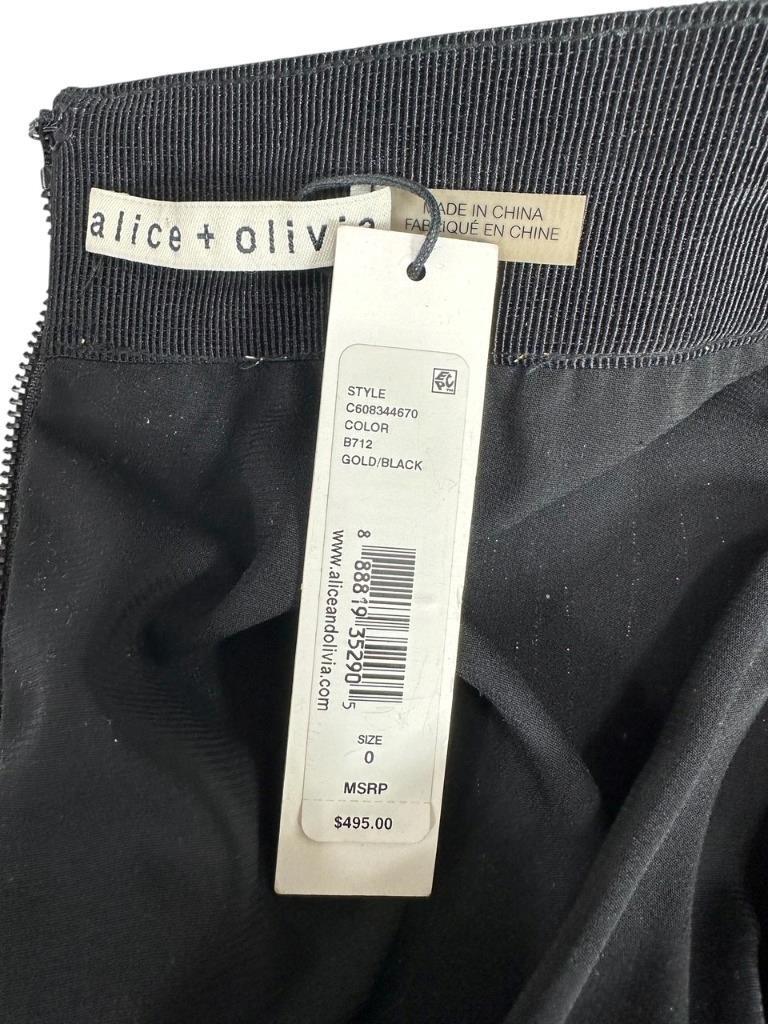 alice + olivia
MADE IN CHINA
FABRIQUÉ EN CHINE
STYLE
C608344670
COLOR
B712
GOLD/BLACK
8 88819 35290 5
www.aliceandolivia.com
SIZE
0
MSRP
$495.00